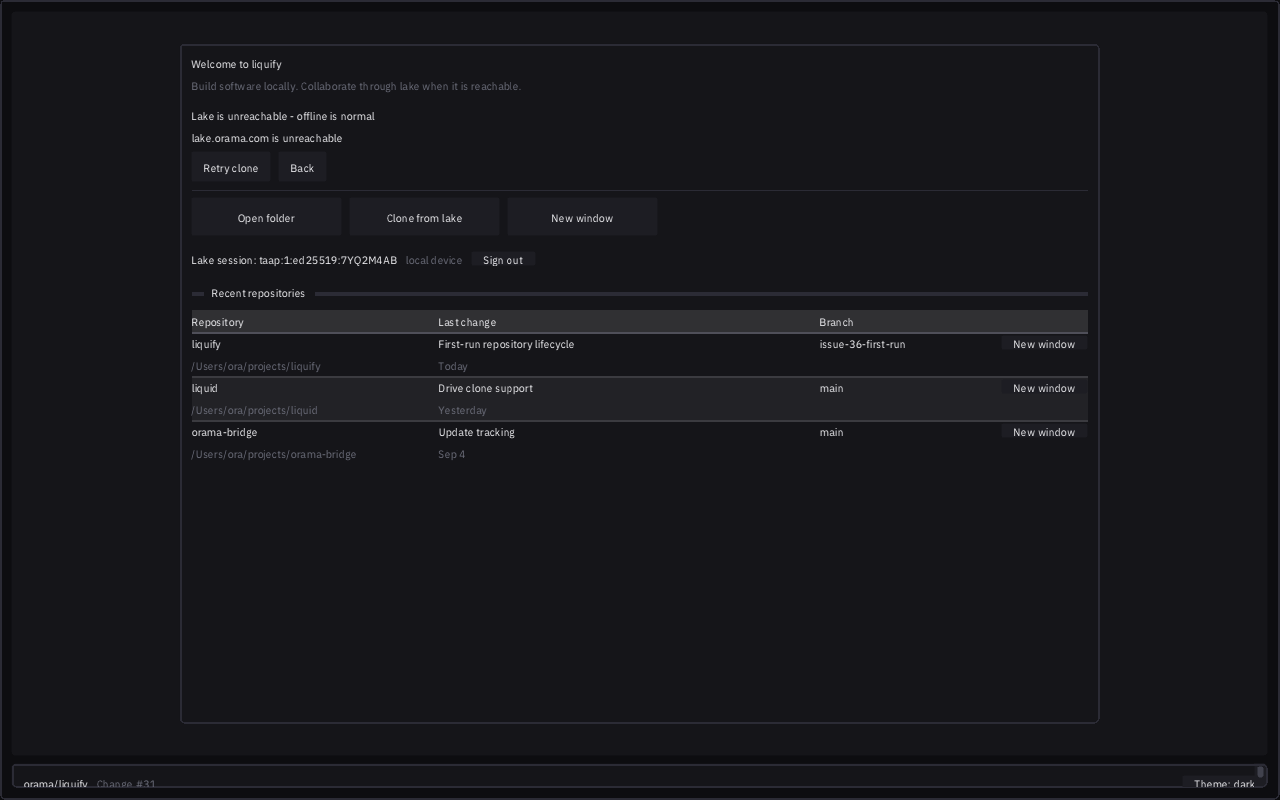 Welcome to liquify
Build software locally. Collaborate through lake when it is reachable.
Lake is unreachable - offline is normal
lake.orama.com is unreachable
Retry clone Back
Open folder Clone from lake New window
Lake session: taap:1:ed25519:7YQ2M4AB local device Sign out
Recent repositories
Repository Last change Branch
liquify First-run repository lifecycle issue-36-first-run New window
/Users/ora/projects/liquify Today
liquid Drive clone support main New window
/Users/ora/projects/liquid Yesterday
orama-bridge Update tracking main New window
/Users/ora/projects/orama-bridge Sep 4
orama/liquify Change #31 Theme: dark